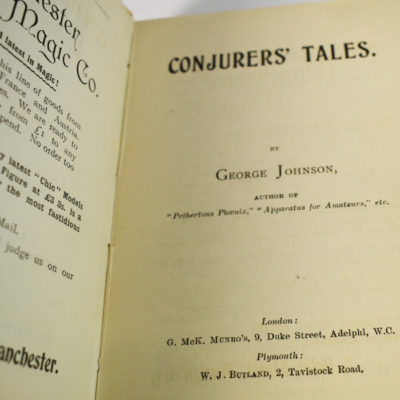 chester
Magic Co.
latest in Magic!
his line of goods from
France and Austria.
We are ready to
from £1 to any
spend. No order too
latest "Chic" Models
Figure at £3 3s. is a
the most fastidious
Mail.
judge us on our
anchester.
CONJURERS' TALES.
BY
GEORGE JOHNSON,
AUTHOR OF
"Pethertons Phœnix," "Apparatus for Amateurs," etc.
London:
G. McK. MUNRO'S, 9, Duke Street, Adelphi, W.C.
Plymouth:
W. J. BUTLAND, 2, Tavistock Road,